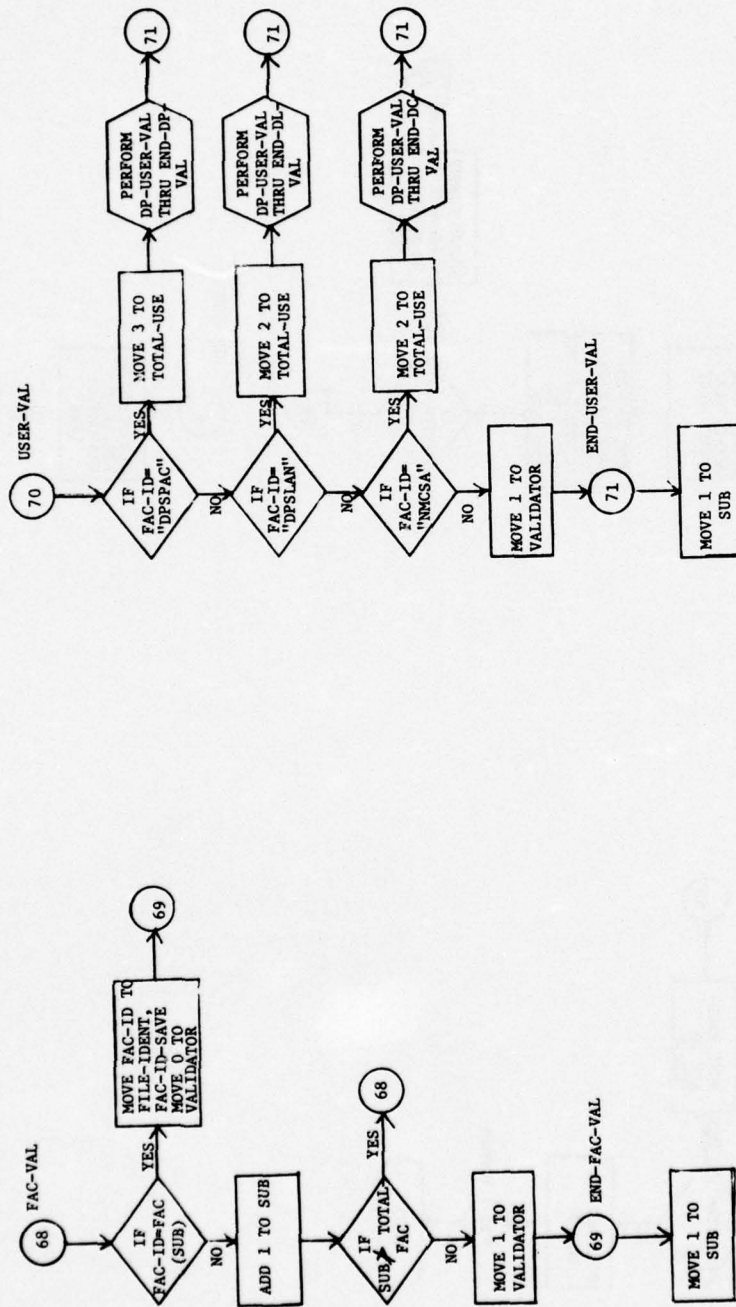 70
USER-VAL
IF
FAC-ID=
"DPSPAC"
YES
MOVE 3 TO
TOTAL-USE
PERFORM
DP-USER-VAL
THRU END-DP-
VAL
71
NO
IF
FAC-ID=
"DPSLAN"
YES
MOVE 2 TO
TOTAL-USE
PERFORM
DP-USER-VAL
THRU END-DL-
VAL
71
NO
IF
FAC-ID=
"NMCSA"
YES
MOVE 2 TO
TOTAL-USE
PERFORM
DP-USER-VAL
THRU END-DC-
VAL
71
NO
MOVE 1 TO
VALIDATOR
71
END-USER-VAL
MOVE 1 TO
SUB
68
FAC-VAL
IF
FAC-ID=FAC
(SUB)
YES
MOVE FAC-ID TO
FILE-IDENT,
FAC-ID-SAVE
MOVE 0 TO
VALIDATOR
69
NO
ADD 1 TO SUB
IF
SUB≯ TOTAL
FAC
YES
68
NO
MOVE 1 TO
VALIDATOR
69
END-FAC-VAL
MOVE 1 TO
SUB